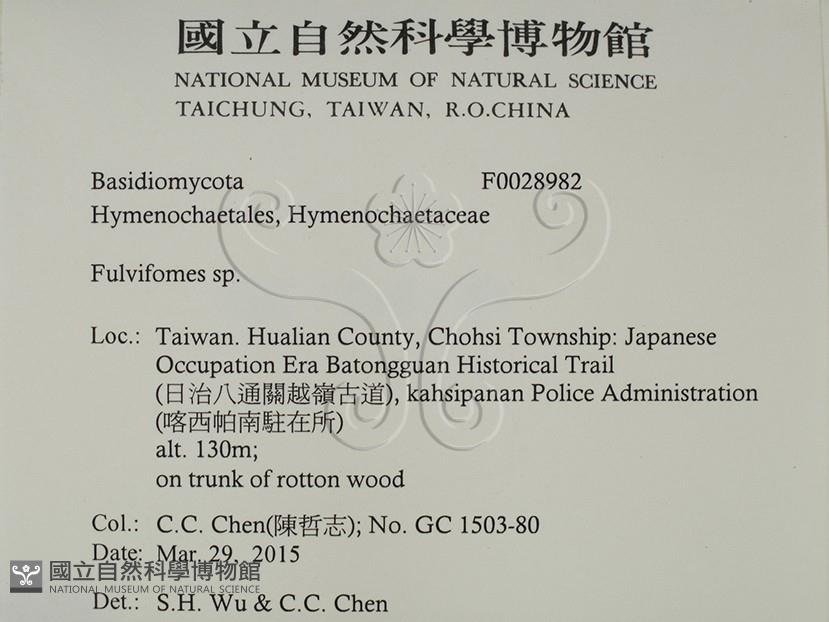 國立自然科學博物館
NATIONAL MUSEUM OF NATURAL SCIENCE
TAICHUNG, TAIWAN, R.O.CHINA
Basidiomycota F0028982
Hymenochaetales, Hymenochaetaceae
Fulvifomes sp.
Loc.: Taiwan. Hualian County, Chohsi Township: Japanese
Occupation Era Batongguan Historical Trail
(日治八通關越嶺古道), kahsipanan Police Administration
(喀西帕南駐在所)
alt. 130m;
on trunk of rotton wood
Col.: C.C. Chen(陳哲志); No. GC 1503-80
Date: Mar. 29, 2015
國立自然科學博物館
NATIONAL MUSEUM OF NATURAL SCIENCE
Det.: S.H. Wu & C.C. Chen